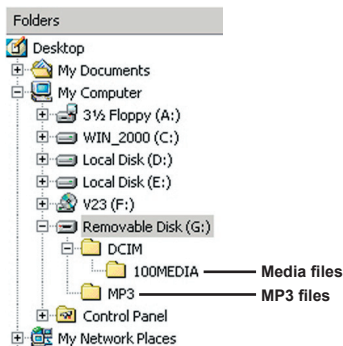 Folders
Desktop
My Documents
My Computer
3½ Floppy (A:)
WIN_2000 (C:)
Local Disk (D:)
Local Disk (E:)
V23 (F:)
Removable Disk (G:)
DCIM
100MEDIA Media files
MP3 MP3 files
Control Panel
My Network Places